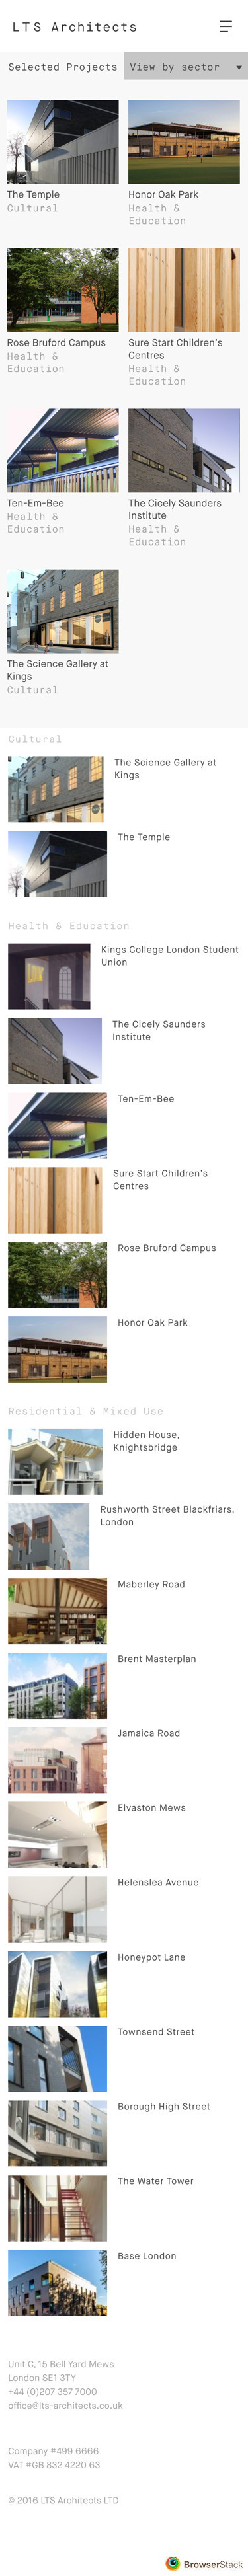 LTS Architects
Selected Projects
View by sector
The Temple
Cultural
Honor Oak Park
Health &
Education
Rose Bruford Campus
Health &
Education
Sure Start Children's
Centres
Health &
Education
Ten-Em-Bee
Health &
Education
The Cicely Saunders
Institute
Health &
Education
The Science Gallery at
Kings
Cultural
Cultural
The Science Gallery at
Kings
The Temple
Health & Education
Kings College London Student
Union
The Cicely Saunders
Institute
Ten-Em-Bee
Sure Start Children's
Centres
Rose Bruford Campus
Honor Oak Park
Residential & Mixed Use
Hidden House,
Knightsbridge
Rushworth Street Blackfriars,
London
Maberley Road
Brent Masterplan
Jamaica Road
Elvaston Mews
Helenslea Avenue
Honeypot Lane
Townsend Street
Borough High Street
The Water Tower
Base London
Unit C, 15 Bell Yard Mews
London SE1 3TY
+44 (0)207 357 7000
office@lts-architects.co.uk
Company #499 6666
VAT #GB 832 4220 63
© 2016 LTS Architects LTD
BrowserStack